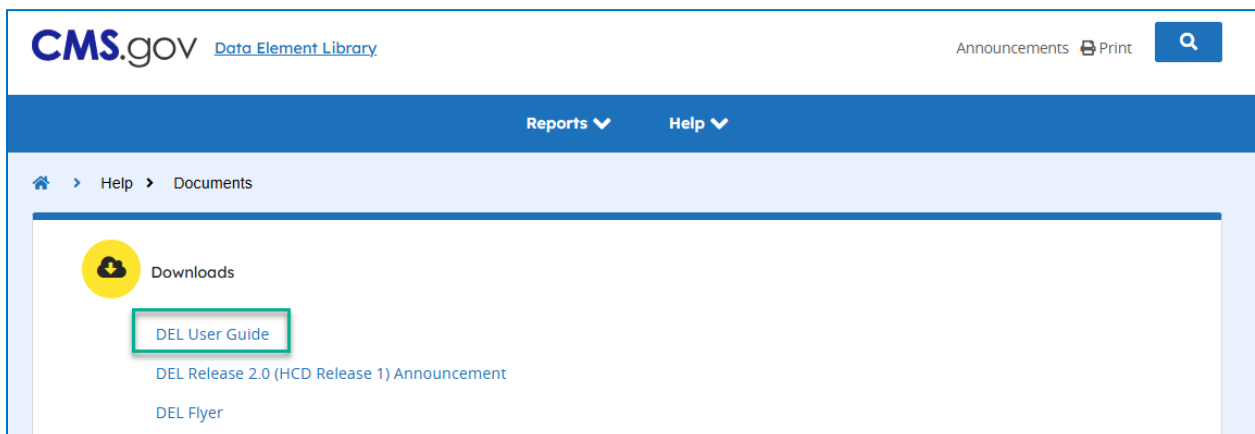 CMS.gov Data Element Library Announcements Print
Reports Help
Help Documents
Downloads
DEL User Guide
DEL Release 2.0 (HCD Release 1) Announcement
DEL Flyer